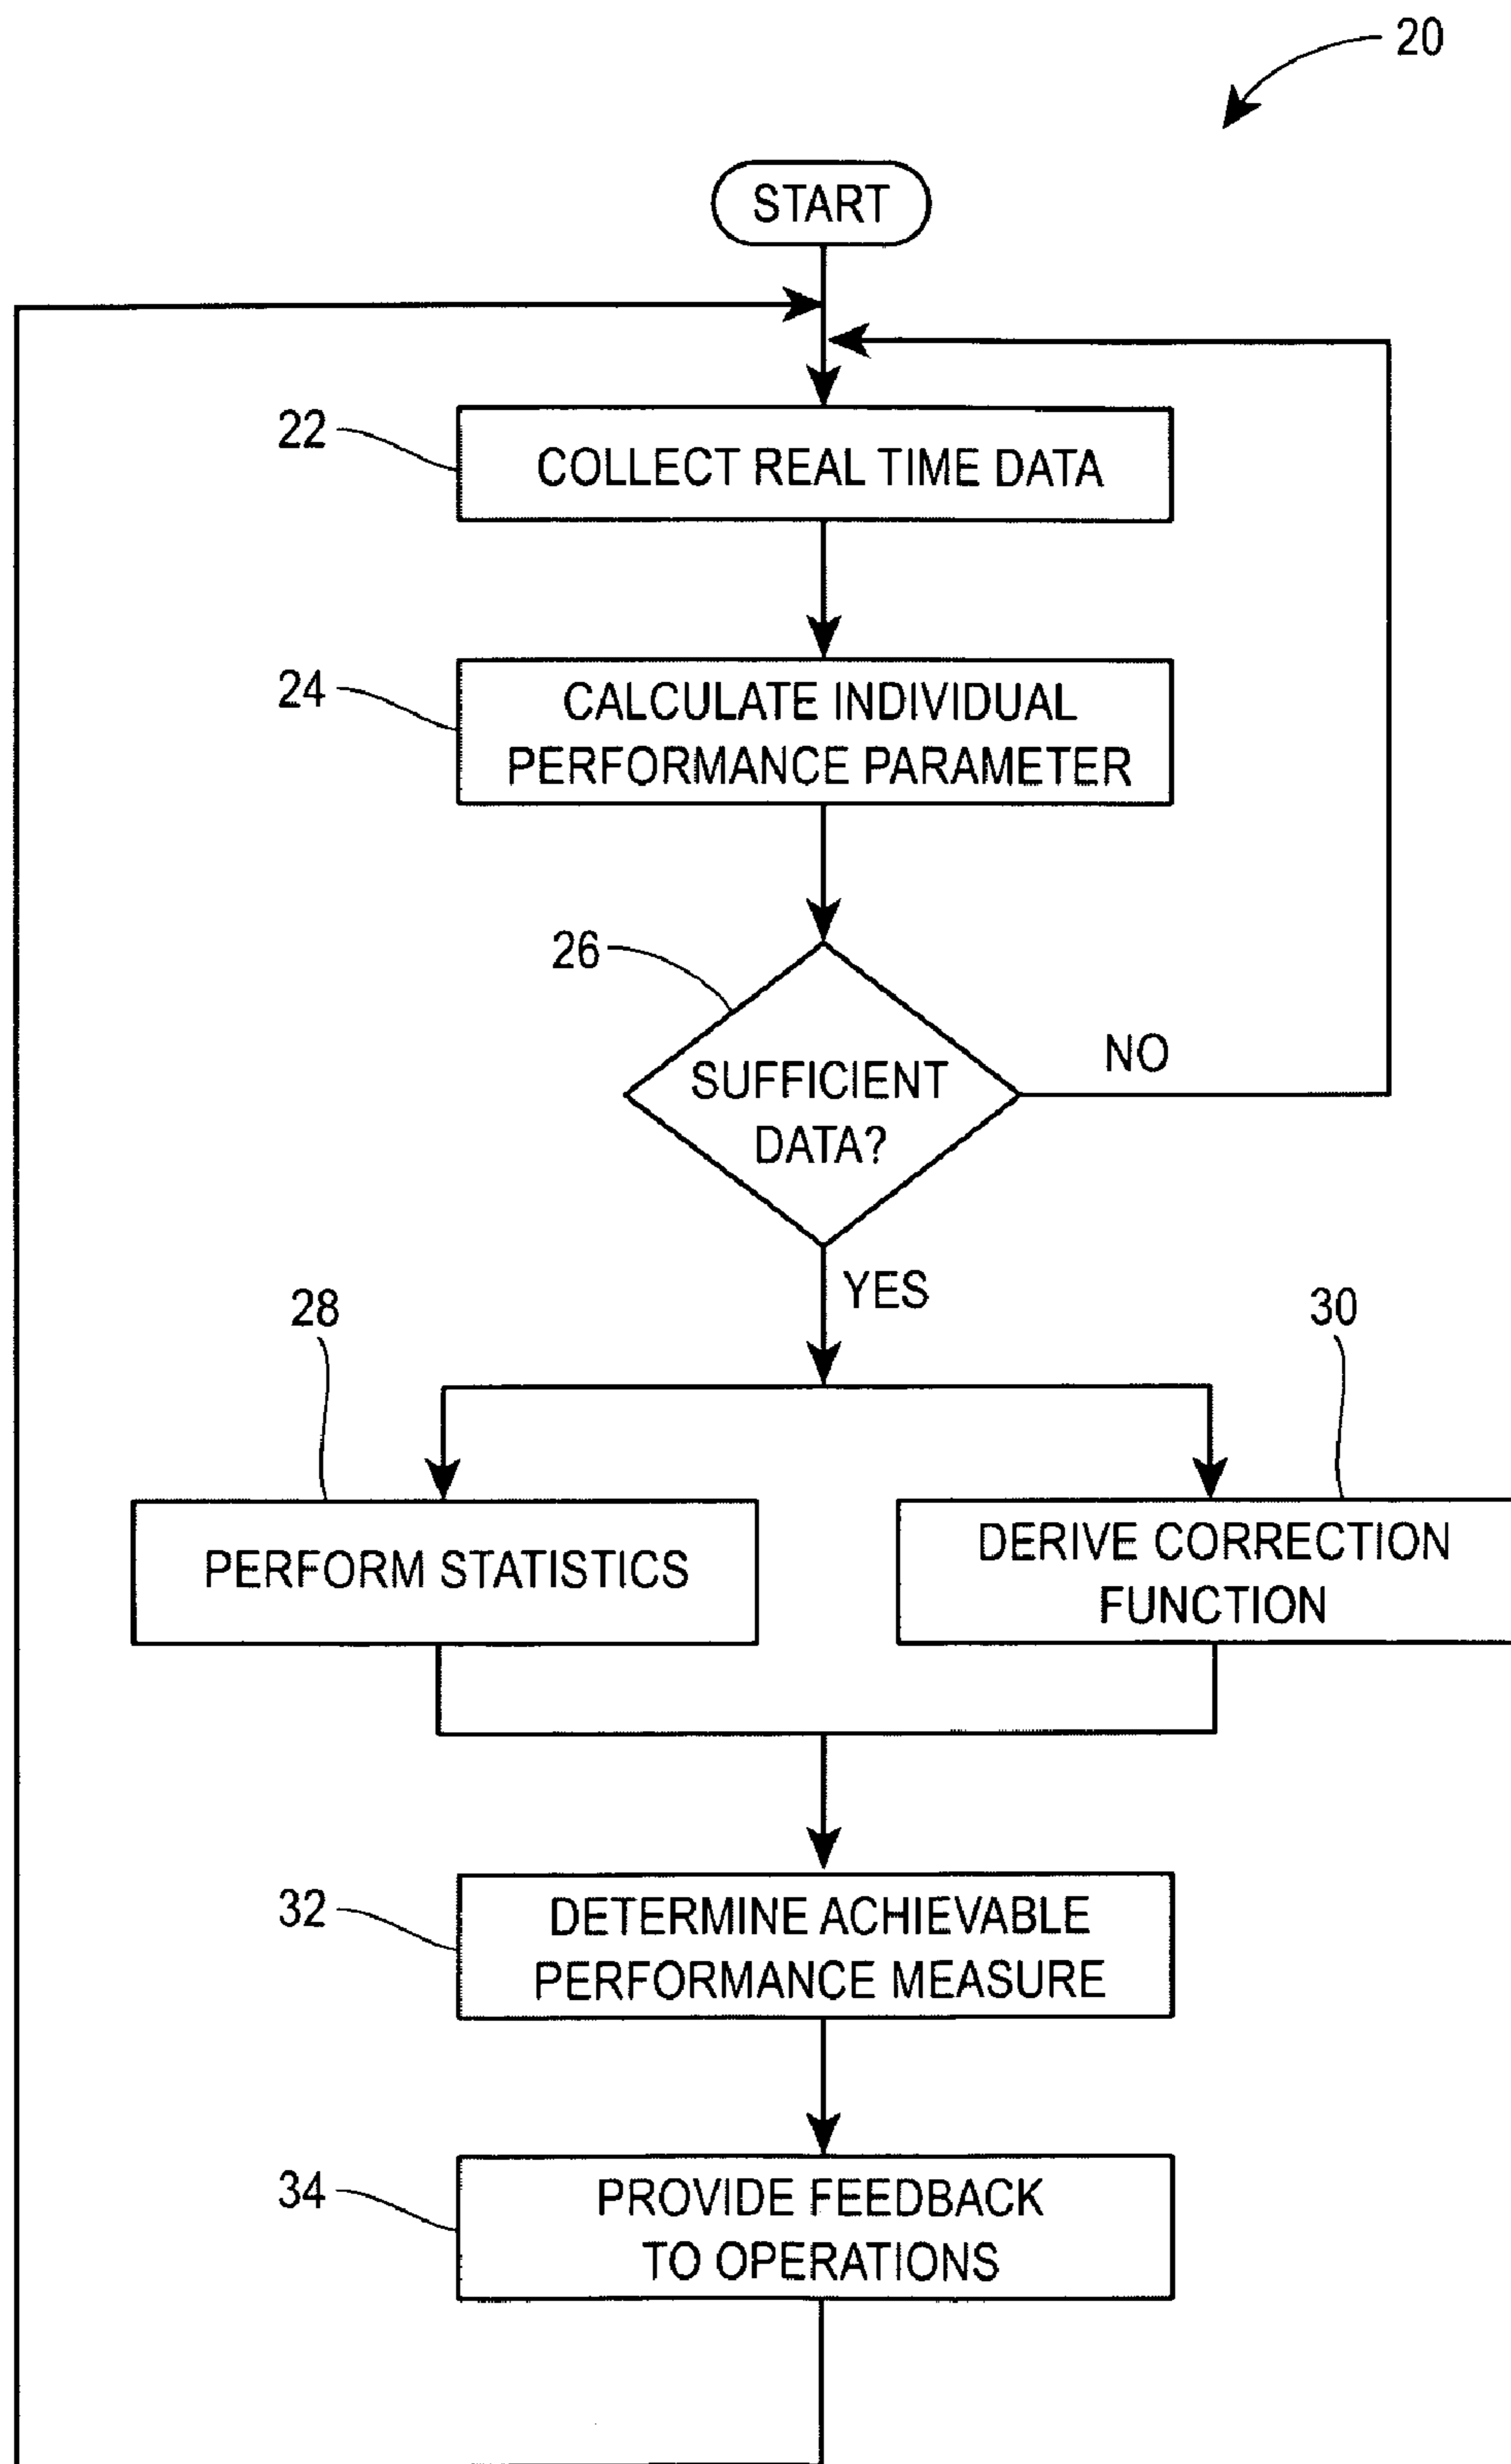 20
START
22
COLLECT REAL TIME DATA
24
CALCULATE INDIVIDUAL
PERFORMANCE PARAMETER
26
SUFFICIENT
DATA?
NO
YES
28
30
PERFORM STATISTICS
DERIVE CORRECTION
FUNCTION
32
DETERMINE ACHIEVABLE
PERFORMANCE MEASURE
34
PROVIDE FEEDBACK
TO OPERATIONS